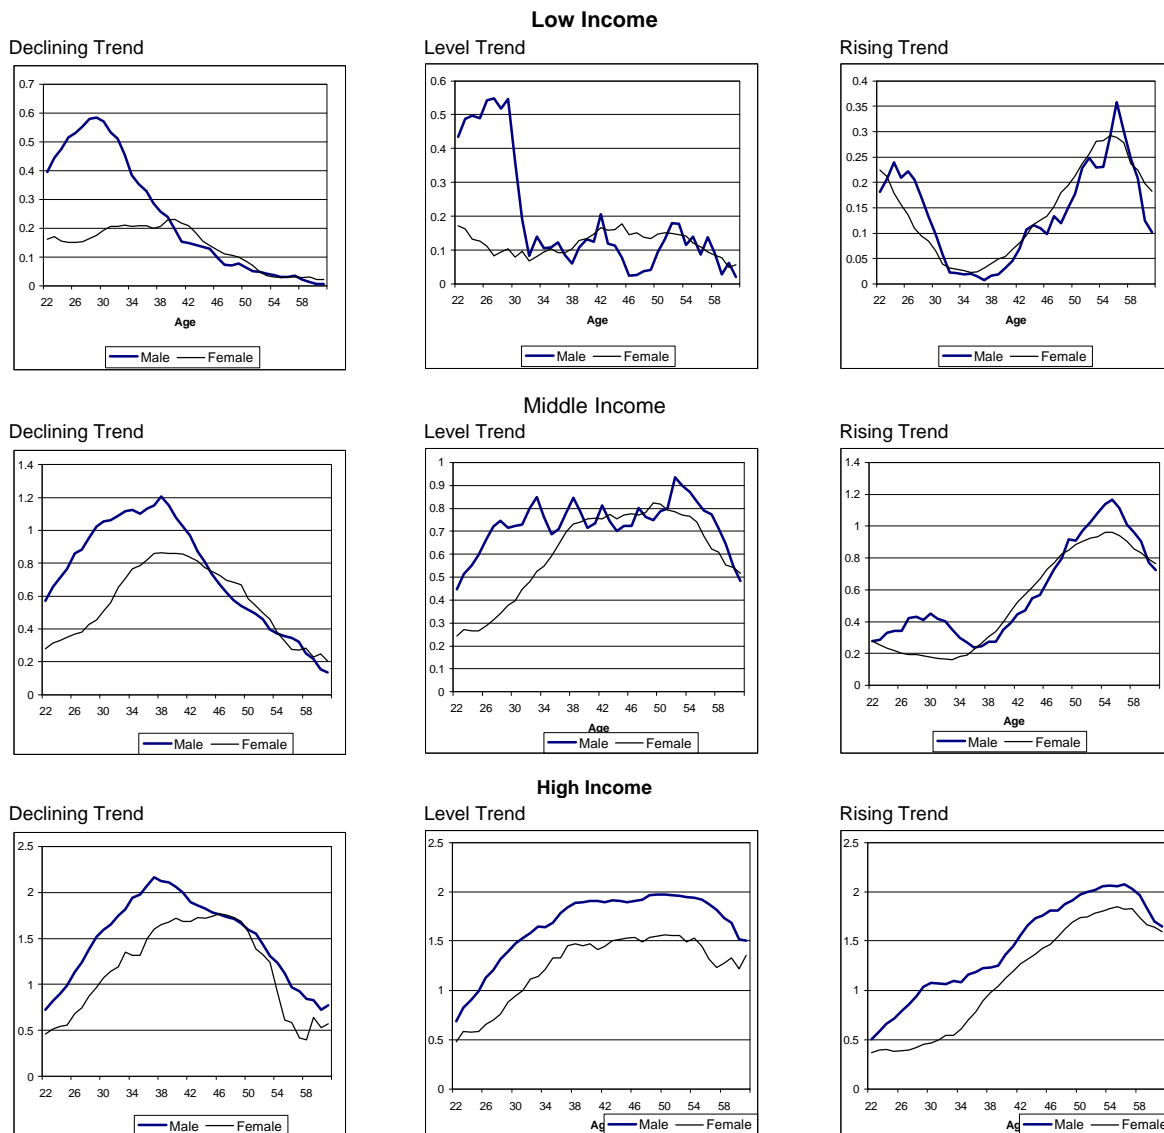 Low Income
Declining Trend
Level Trend
Rising Trend
0.7
0.6
0.5
0.4
0.3
0.2
0.1
0
22 26 30 34 38 42 46 50 54 58
Age
Male Female
0.6
0.5
0.4
0.3
0.2
0.1
0
22 26 30 34 38 42 46 50 54 58
Age
Male Female
0.4
0.35
0.3
0.25
0.2
0.15
0.1
0.05
0
22 26 30 34 38 42 46 50 54 58
Age
Male Female
Middle Income
Declining Trend
Level Trend
Rising Trend
1.4
1.2
1
0.8
0.6
0.4
0.2
0
22 26 30 34 38 42 46 50 54 58
Male Female
1
0.9
0.8
0.7
0.6
0.5
0.4
0.3
0.2
0.1
0
22 26 30 34 38 42 46 50 54 58
Age
Male Female
1.4
1.2
1
0.8
0.6
0.4
0.2
0
22 26 30 34 38 42 46 50 54 58
Age
Male Female
High Income
Declining Trend
Level Trend
Rising Trend
2.5
2
1.5
1
0.5
0
22 26 30 34 38 42 46 50 54 58
Male Female
2.5
2
1.5
1
0.5
0
22 26 30 34 38 42 46 50 54 58
Ag
Male Female
2.5
2
1.5
1
0.5
0
22 26 30 34 38 42 46 50 54 58
Ag
Male Female